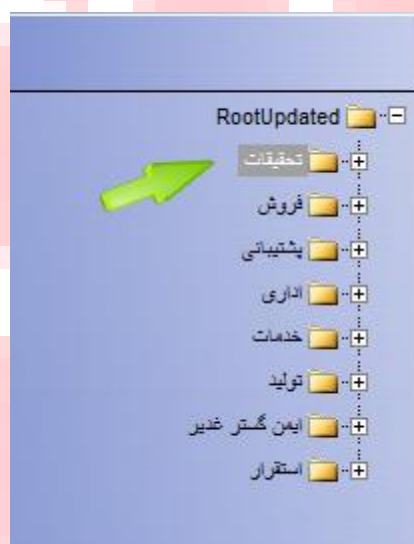 RootUpdated
تحقیقات
فروش
پشتیبانی
اداری
خدمات
تولید
ایمن گستر غدیر
استقرار